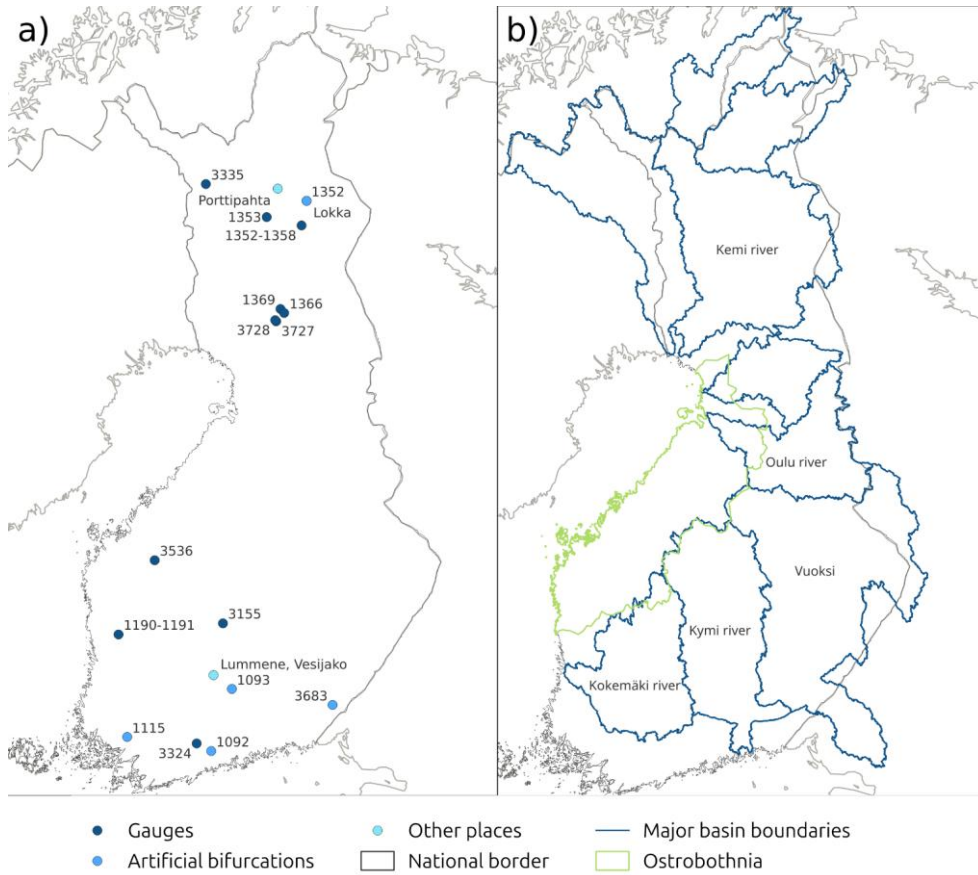 a)
3335
Porttipahta
1352
Lokka
1353
1352-1358
1369
1366
3728
3727
3536
3155
1190-1191
Lummene, Vesijako
1093
3683
1115
3324
1092
b)
Kemi river
Oulu river
Vuoksi
Kymi river
Kokemäki river
Gauges
Other places
Major basin boundaries
Artificial bifurcations
National border
Ostrobothnia